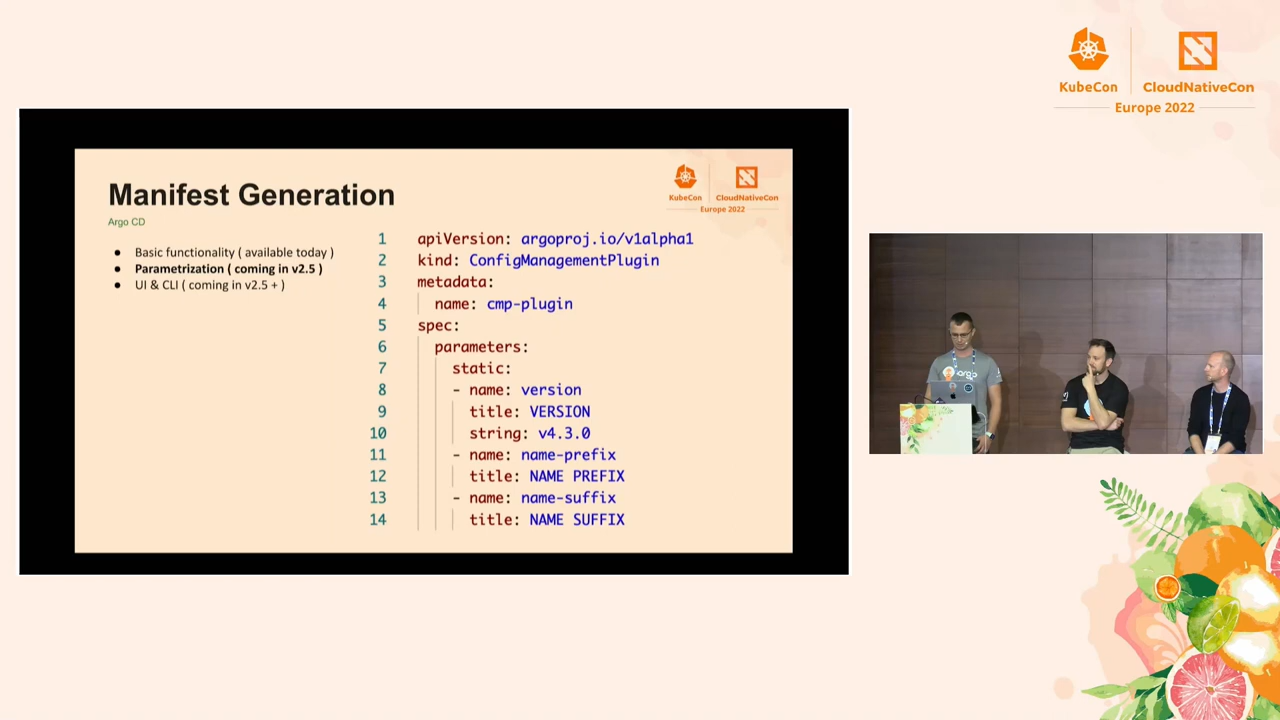 KubeCon
CloudNativeCon
Europe 2022
Manifest Generation
KubeCon
CloudNativeCon
Europe 2022
Argo CD
● Basic functionality ( available today )
● Parametrization ( coming in v2.5 )
● UI & CLI ( coming in v2.5 + )
1 apiVersion: argoproj.io/v1alpha1
2 kind: ConfigManagementPlugin
3 metadata:
4 name: cmp-plugin
5 spec:
6 parameters:
7 static:
8 - name: version
9 title: VERSION
10 string: v4.3.0
11 - name: name-prefix
12 title: NAME PREFIX
13 - name: name-suffix
14 title: NAME SUFFIX
argo